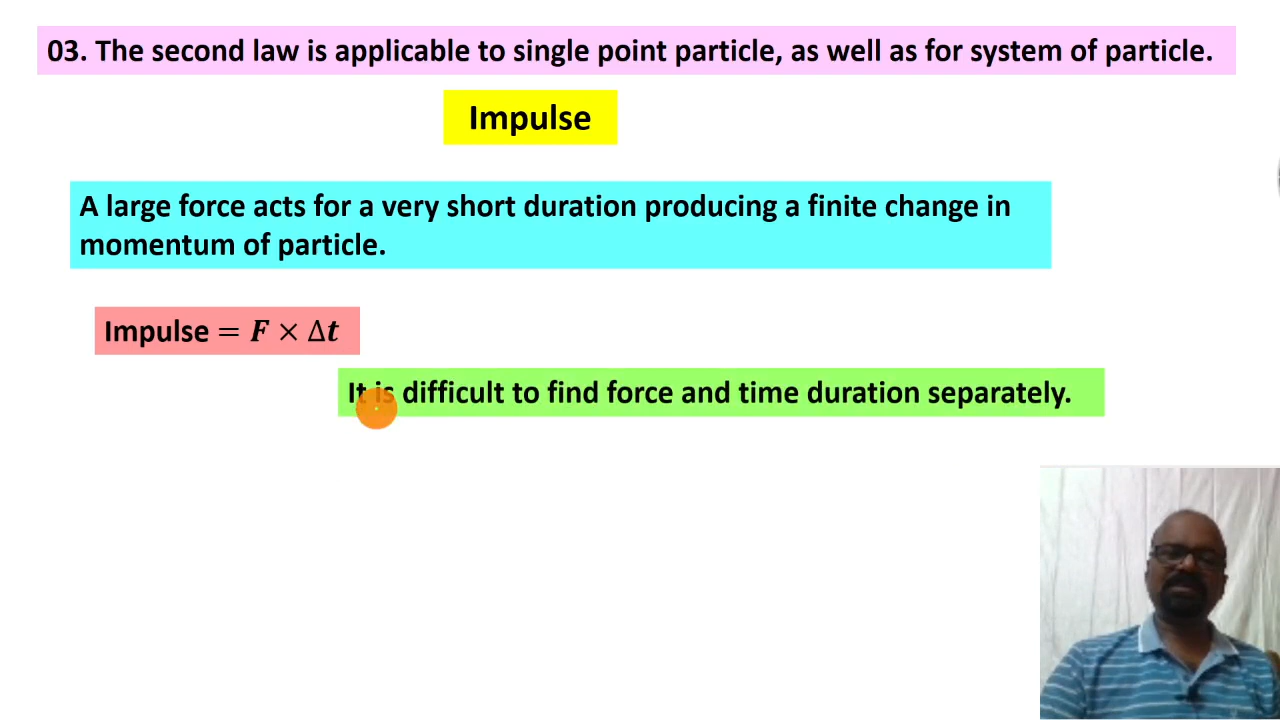 03. The second law is applicable to single point particle, as well as for system of particle.
Impulse
A large force acts for a very short duration producing a finite change in
momentum of particle.
Impulse = F × Δt
It is difficult to find force and time duration separately.